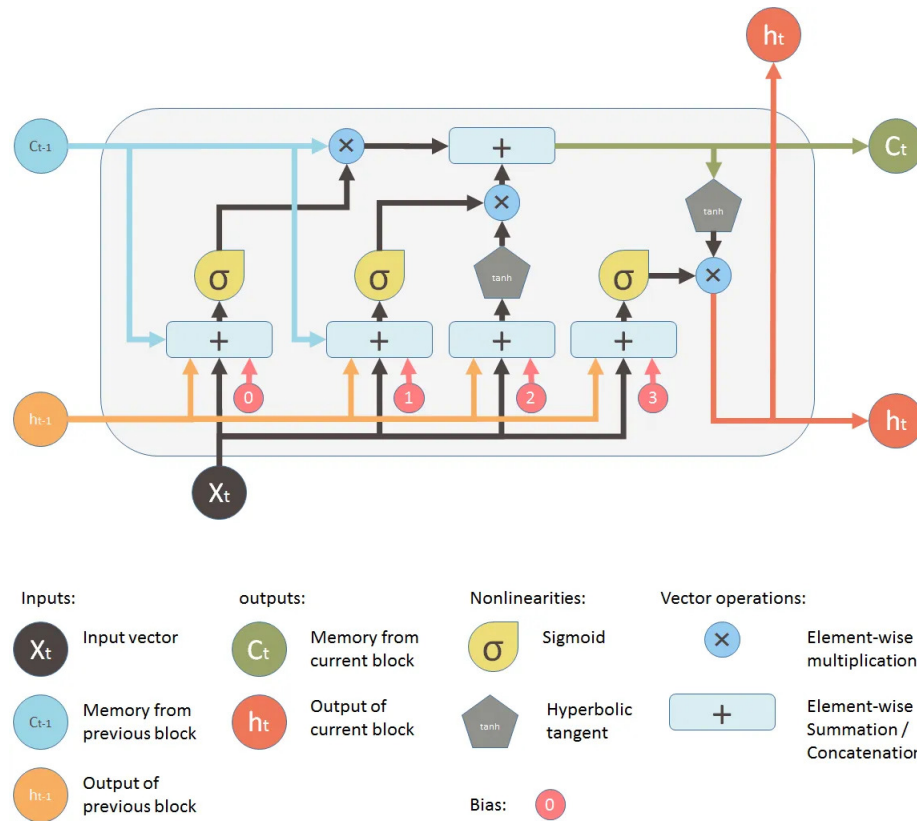 hₜ
Cₜ₋₁
×
+
Cₜ
×
tanh
σ
σ
tanh
σ
×
+
+
+
+
0
1
2
3
hₜ₋₁
hₜ
Xₜ
Inputs:
outputs:
Nonlinearities:
Vector operations:
Xₜ
Input vector
Cₜ
Memory from
current block
σ
Sigmoid
×
Element-wise
multiplication
Cₜ₋₁
Memory from
previous block
hₜ
Output of
current block
tanh
Hyperbolic
tangent
+
Element-wise
Summation /
Concatenation
hₜ₋₁
Output of
previous block
Bias:
0